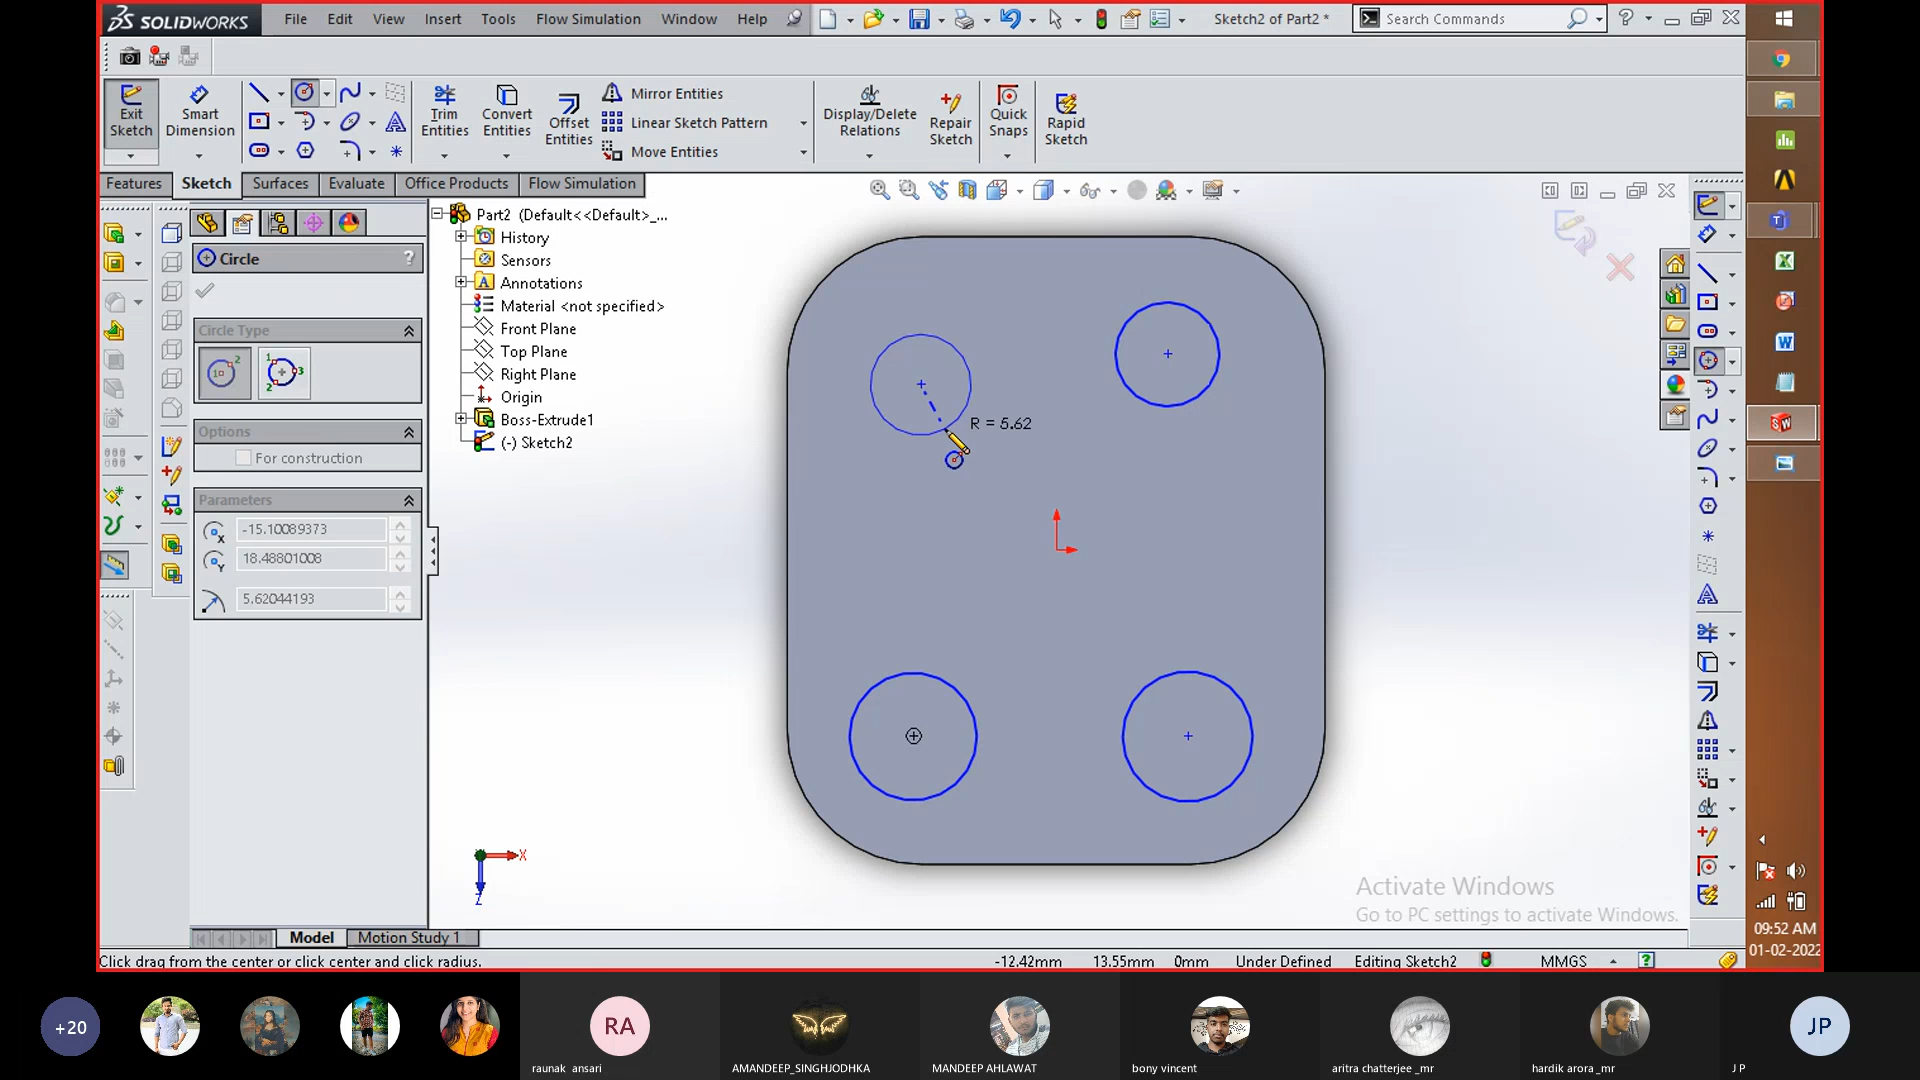 SOLIDWORKS File Edit View Insert Tools Flow Simulation Window Help Sketch2 of Part2 * Search Commands
Exit Sketch
Smart Dimension
Trim Entities
Convert Entities
Offset Entities
Mirror Entities
Linear Sketch Pattern
Move Entities
Display/Delete Relations
Repair Sketch
Quick Snaps
Rapid Sketch
Features Sketch Surfaces Evaluate Office Products Flow Simulation
Circle ?
Circle Type
Options
For construction
Parameters
-15.10089373
18.48801008
5.62044193
Part2 (Default<<Default>_...
History
Sensors
Annotations
Material <not specified>
Front Plane
Top Plane
Right Plane
Origin
Boss-Extrude1
(-) Sketch2
R = 5.62
X
Z
Activate Windows
Go to PC settings to activate Windows.
Model Motion Study 1
Click drag from the center or click center and click radius. -12.42mm 13.55mm 0mm Under Defined Editing Sketch2 MMGS
09:52 AM
01-02-2022
+20
RA
JP
raunak ansari
AMANDEEP_SINGHJODHKA
MANDEEP AHLAWAT
bony vincent
aritra chatterjee _mr
hardik arora _mr
J P